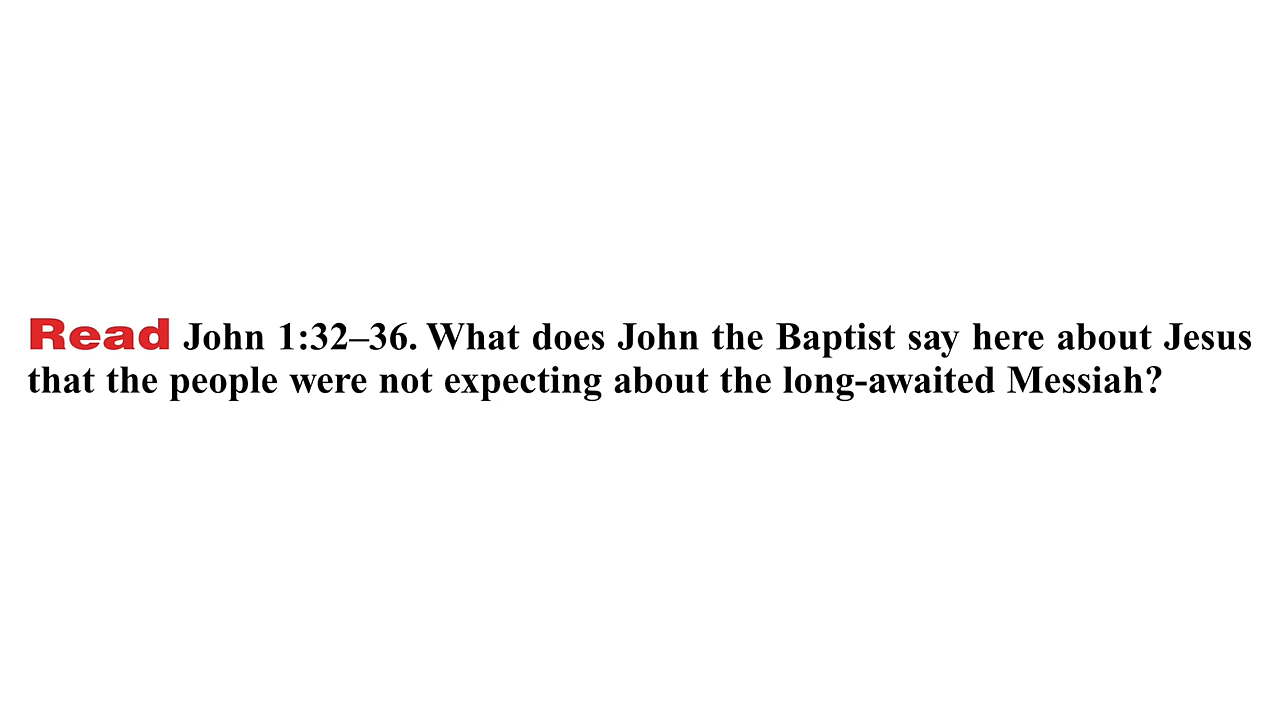 Read John 1:32–36. What does John the Baptist say here about Jesus
that the people were not expecting about the long-awaited Messiah?